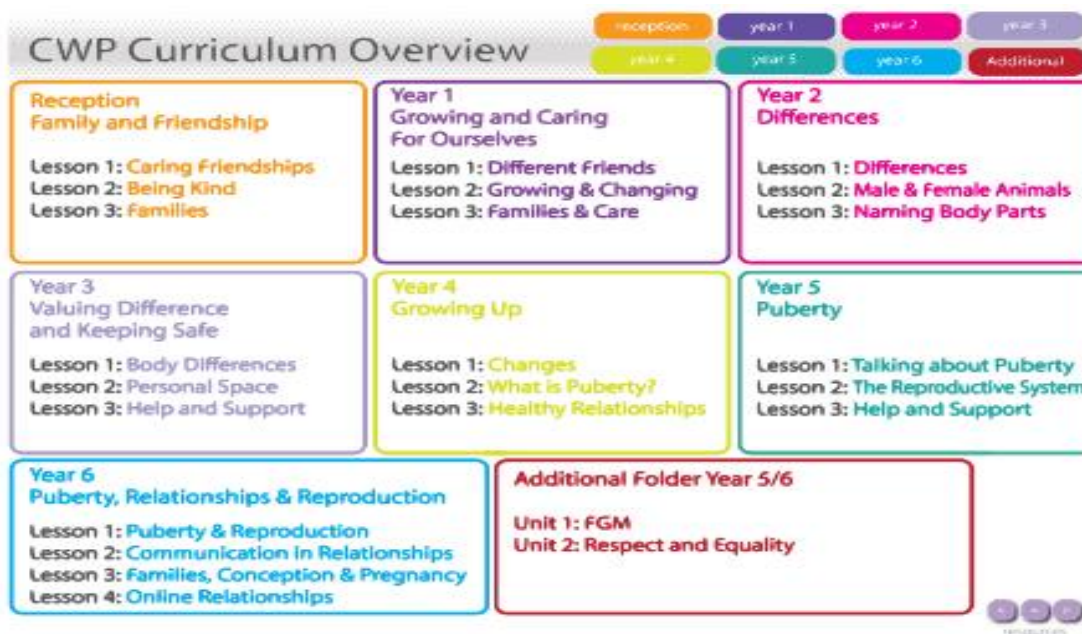 CWP Curriculum Overview
reception
year 1
year 2
year 3
year 4
year 5
year 6
Additional
Reception
Family and Friendship
Lesson 1: Caring Friendships
Lesson 2: Being Kind
Lesson 3: Families
Year 1
Growing and Caring
For Ourselves
Lesson 1: Different Friends
Lesson 2: Growing & Changing
Lesson 3: Families & Care
Year 2
Differences
Lesson 1: Differences
Lesson 2: Male & Female Animals
Lesson 3: Naming Body Parts
Year 3
Valuing Difference
and Keeping Safe
Lesson 1: Body Differences
Lesson 2: Personal Space
Lesson 3: Help and Support
Year 4
Growing Up
Lesson 1: Changes
Lesson 2: What is Puberty?
Lesson 3: Healthy Relationships
Year 5
Puberty
Lesson 1: Talking about Puberty
Lesson 2: The Reproductive System
Lesson 3: Help and Support
Year 6
Puberty, Relationships & Reproduction
Lesson 1: Puberty & Reproduction
Lesson 2: Communication in Relationships
Lesson 3: Families, Conception & Pregnancy
Lesson 4: Online Relationships
Additional Folder Year 5/6
Unit 1: FGM
Unit 2: Respect and Equality